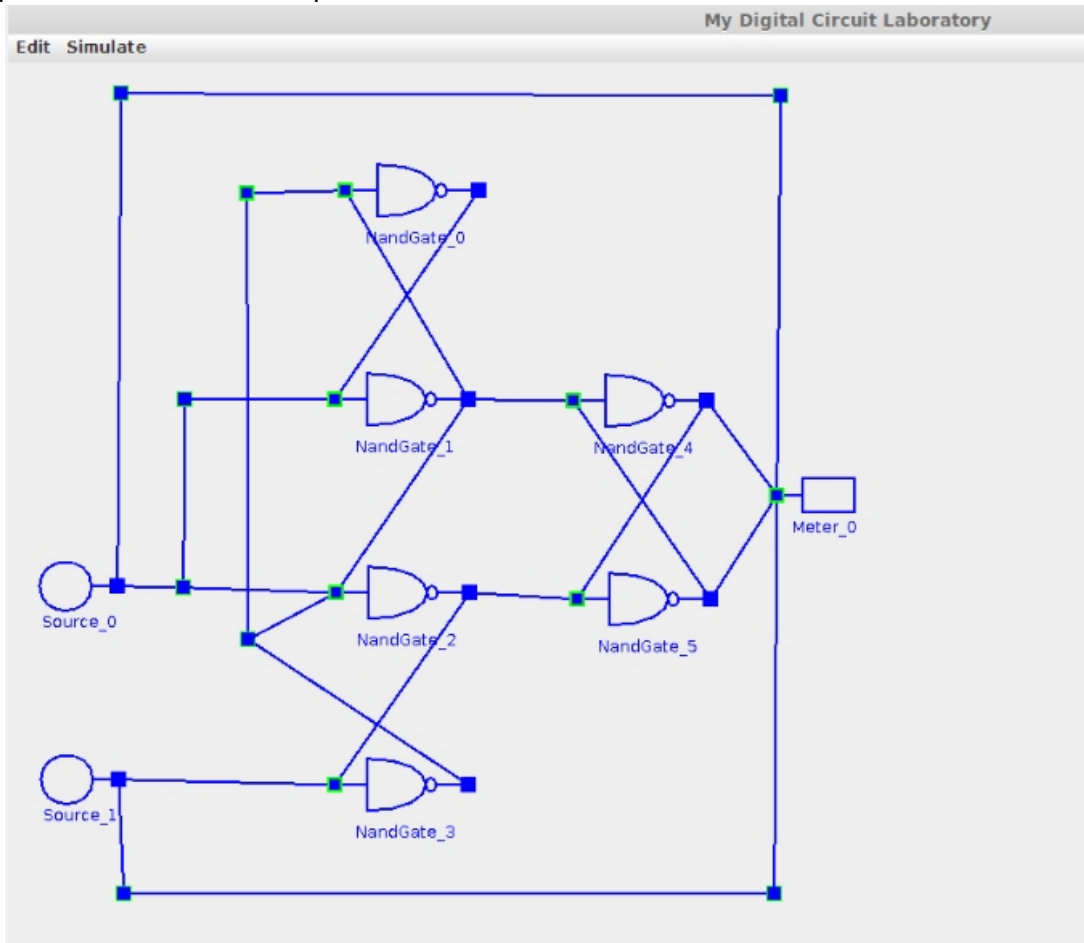 My Digital Circuit Laboratory
Edit Simulate
NandGate_0
NandGate_1
NandGate_4
Meter_0
Source_0
NandGate_2
NandGate_5
Source_1
NandGate_3